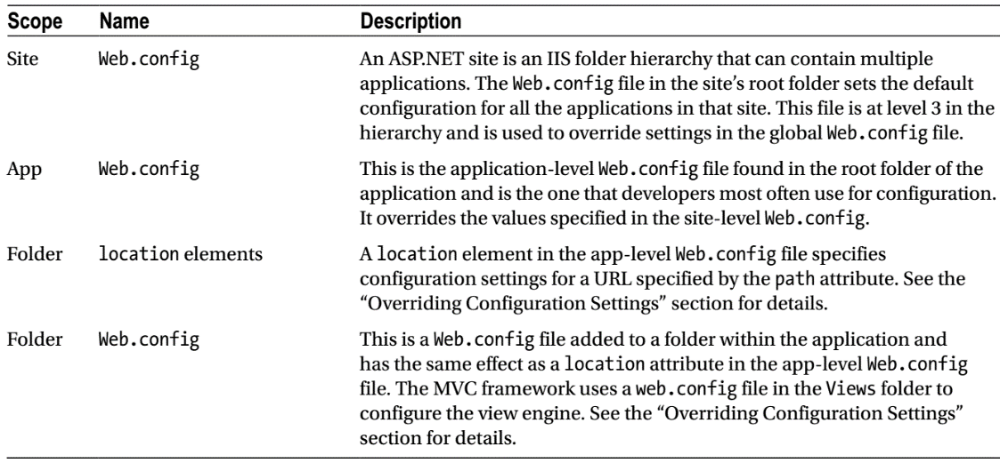 Scope Name Description
Site Web.config An ASP.NET site is an IIS folder hierarchy that can contain multiple
applications. The Web.config file in the site's root folder sets the default
configuration for all the applications in that site. This file is at level 3 in the
hierarchy and is used to override settings in the global Web.config file.
App Web.config This is the application-level Web.config file found in the root folder of the
application and is the one that developers most often use for configuration.
It overrides the values specified in the site-level Web.config.
Folder location elements A location element in the app-level Web.config file specifies
configuration settings for a URL specified by the path attribute. See the
“Overriding Configuration Settings” section for details.
Folder Web.config This is a Web.config file added to a folder within the application and
has the same effect as a location attribute in the app-level Web.config
file. The MVC framework uses a web.config file in the Views folder to
configure the view engine. See the “Overriding Configuration Settings”
section for details.